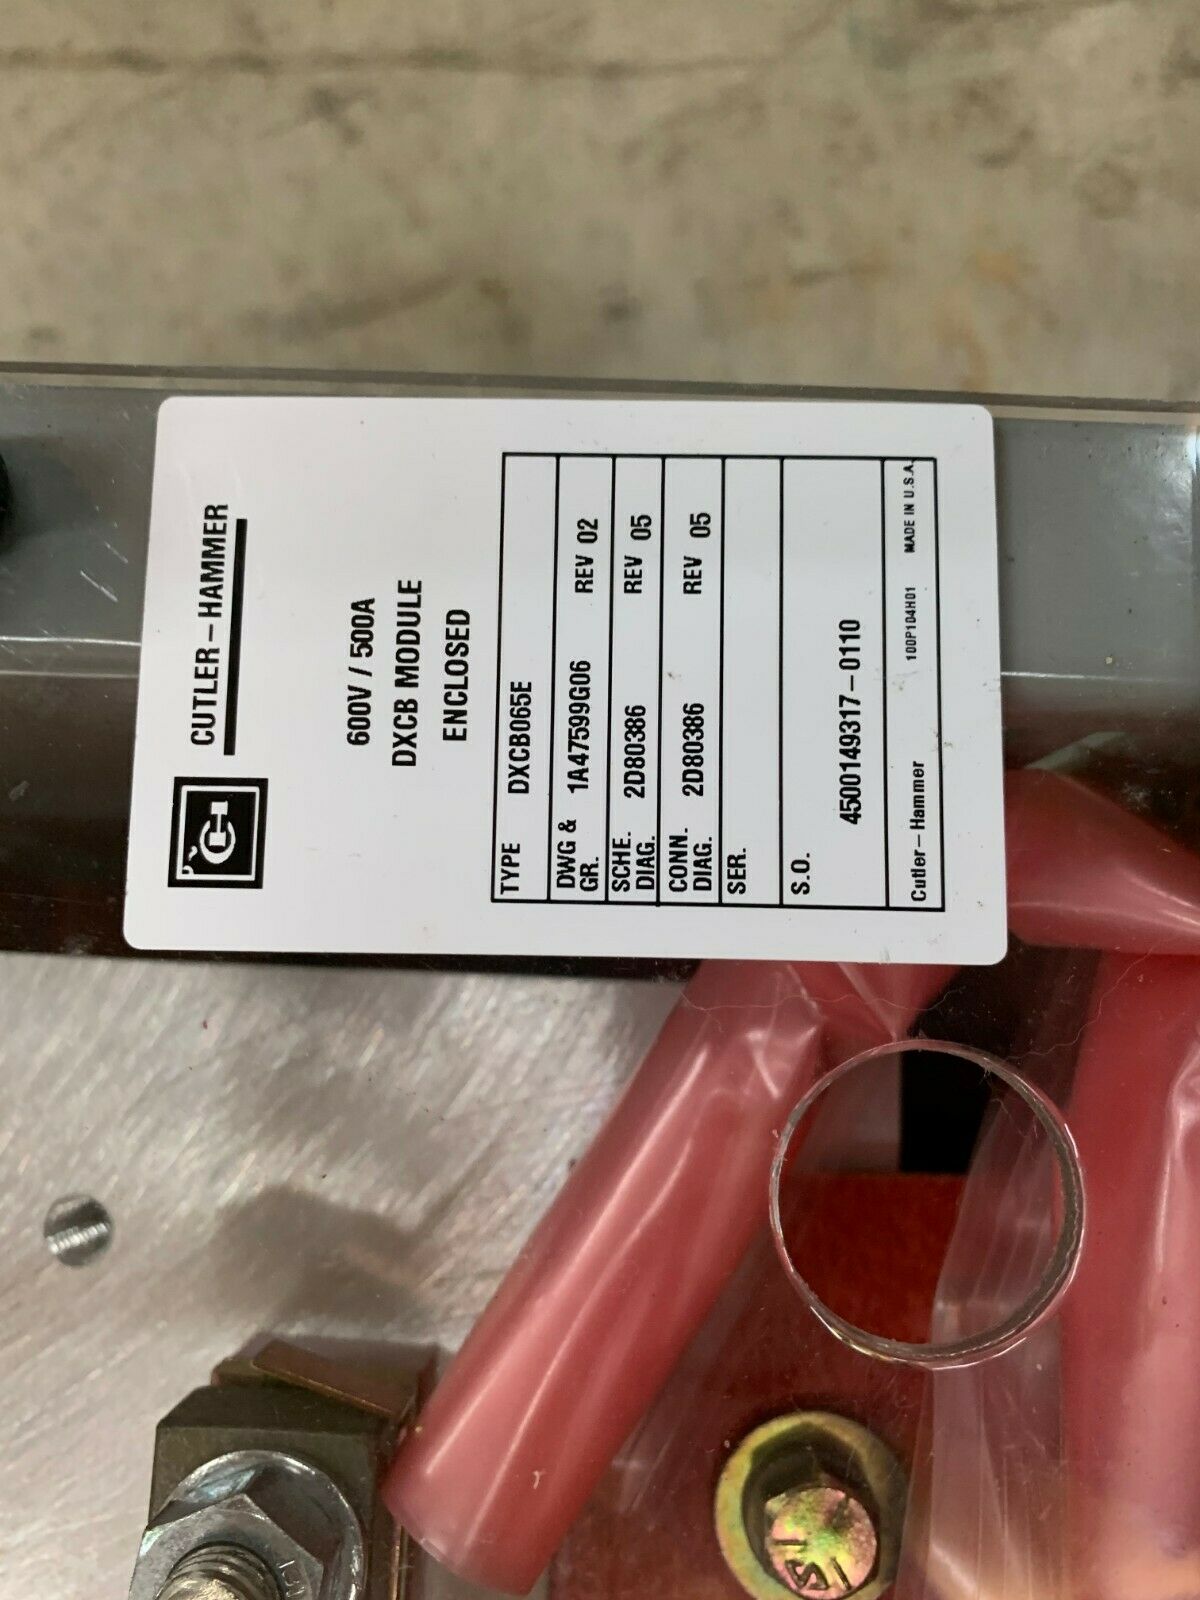 CUTLER-HAMMER
600V / 500A
DXCB MODULE
ENCLOSED
TYPE DXCB065E
DWG & GR. 1A47599G06 REV 02
SCHE. DIAG. 2D80386 REV 05
CONN. DIAG. 2D80386 REV 05
SER.
S.O. 4500149317-0110
Cutler-Hammer 100P104H01 MADE IN U.S.A.